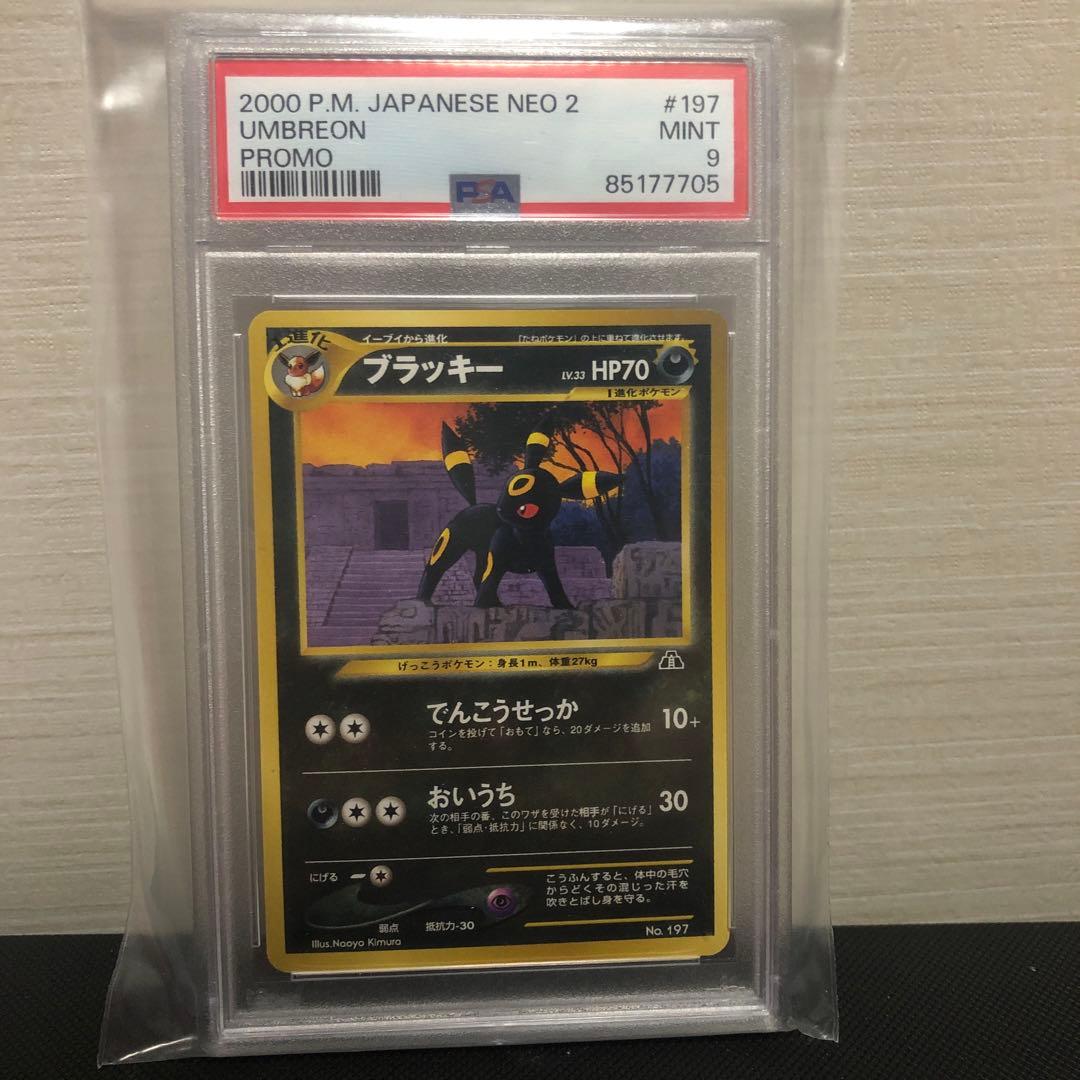 2000 P.M. JAPANESE NEO 2 #197
UMBREON MINT
PROMO 9
PSA 85177705
1進化 イーブイから進化 「たねポケモン」の上に重ねて進化させます。
ブラッキー LV.33 HP70
1進化ポケモン
げっこうポケモン：身長1m、体重27kg
でんこうせっか 10+
コインを投げて「おもて」なら、20ダメージを追加
する。
おいうち 30
次の相手の番、このワザを受けた相手が「にげる」
とき、「弱点・抵抗力」に関係なく、10ダメージ。
にげる
こうふんすると、体中の毛穴
からどくその混じった汗を
吹きとばし身を守る。
弱点 抵抗力-30
No. 197
Illus. Naoyo Kimura